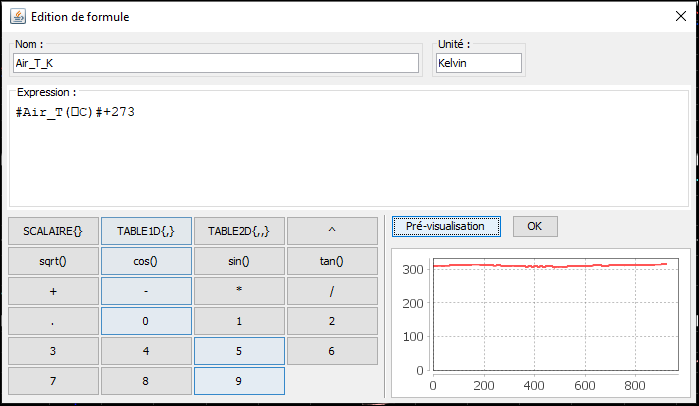 Edition de formule
Nom : Unité :
Air_T_K Kelvin
Expression :
#Air_T(□C)#+273
SCALAIRE{} TABLE1D{,} TABLE2D{,,} ^ Pré-visualisation OK
sqrt() cos() sin() tan()
+ - * /
. 0 1 2
3 4 5 6
7 8 9
300
200
100
0
0 200 400 600 800